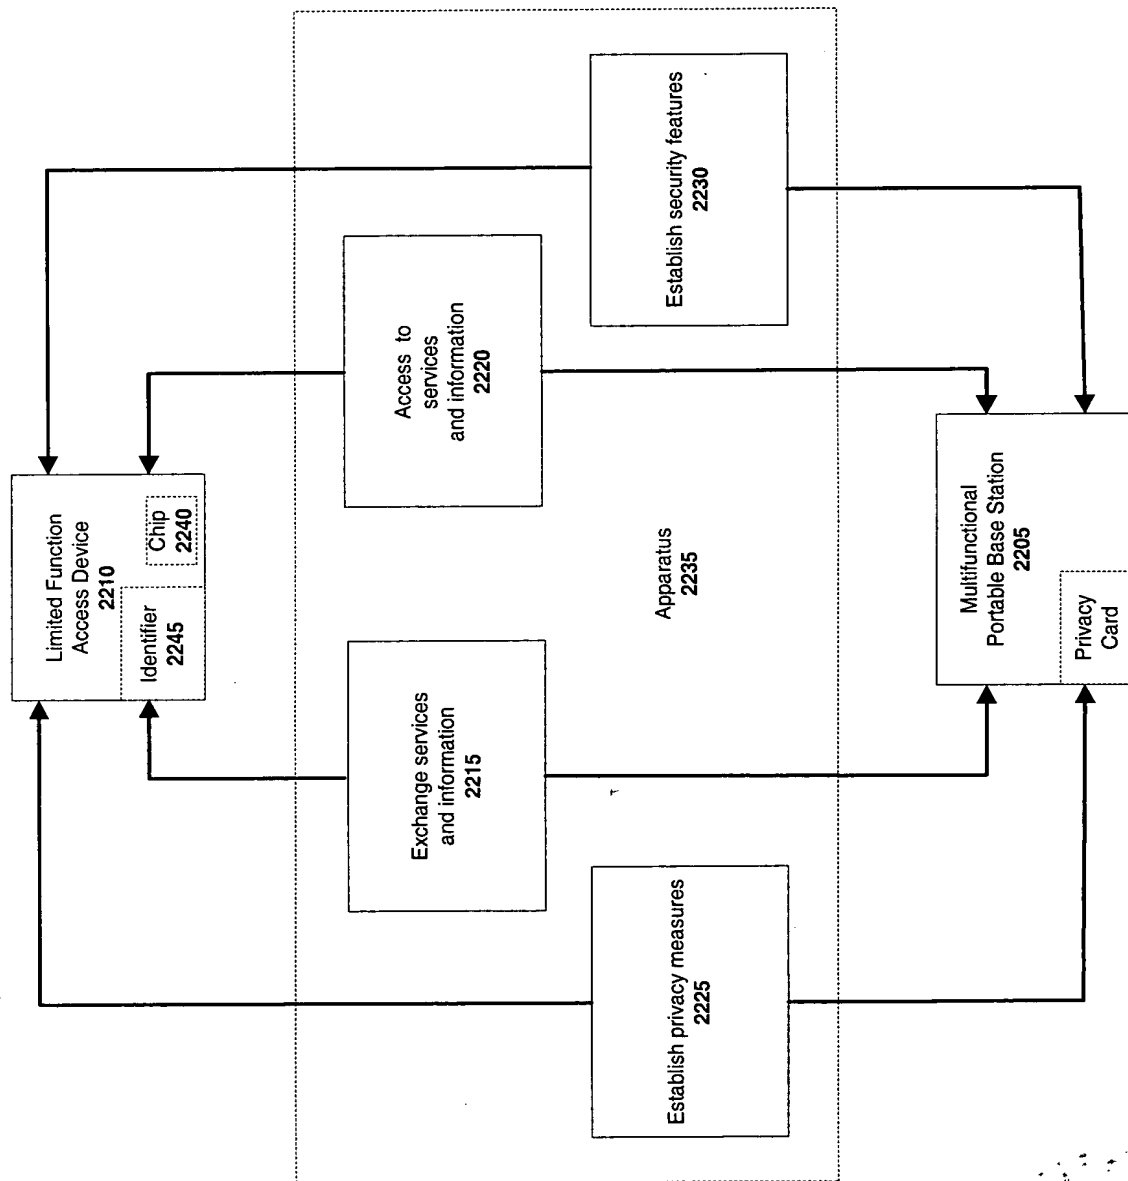 Limited Function
Access Device
2210
Identifier
2245
Chip
2240
Exchange services
and information
2215
Access to
services
and information
2220
Establish privacy measures
2225
Establish security features
2230
Apparatus
2235
Multifunctional
Portable Base Station
2205
Privacy
Card